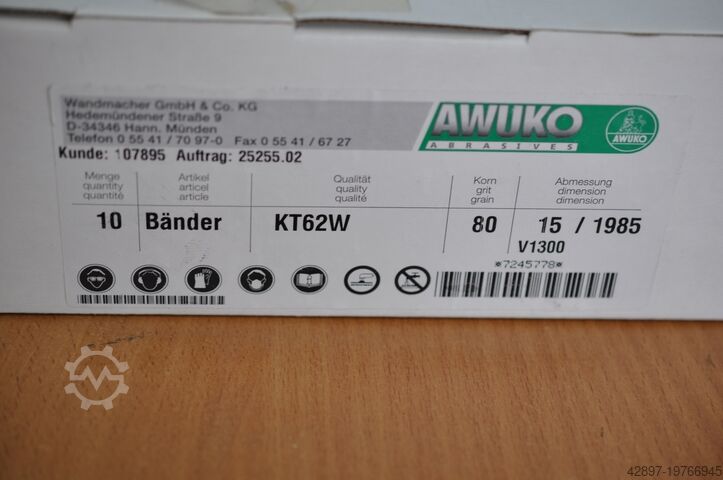 Wandmacher GmbH & Co. KG
Hedemündener Straße 9
D-34346 Hann. Münden
Telefon 0 55 41 / 70 97-0 Fax 0 55 41 / 67 27
Kunde: 107895 Auftrag: 25255.02
AWUKO
ABRASIVES
AWUKO
Menge
quantity
quantité
Artikel
articel
article
Qualität
quality
qualité
Korn
grit
grain
Abmessung
dimension
dimension
10 Bänder KT62W 80 15 / 1985
V1300
*7245778*
42897-19766945